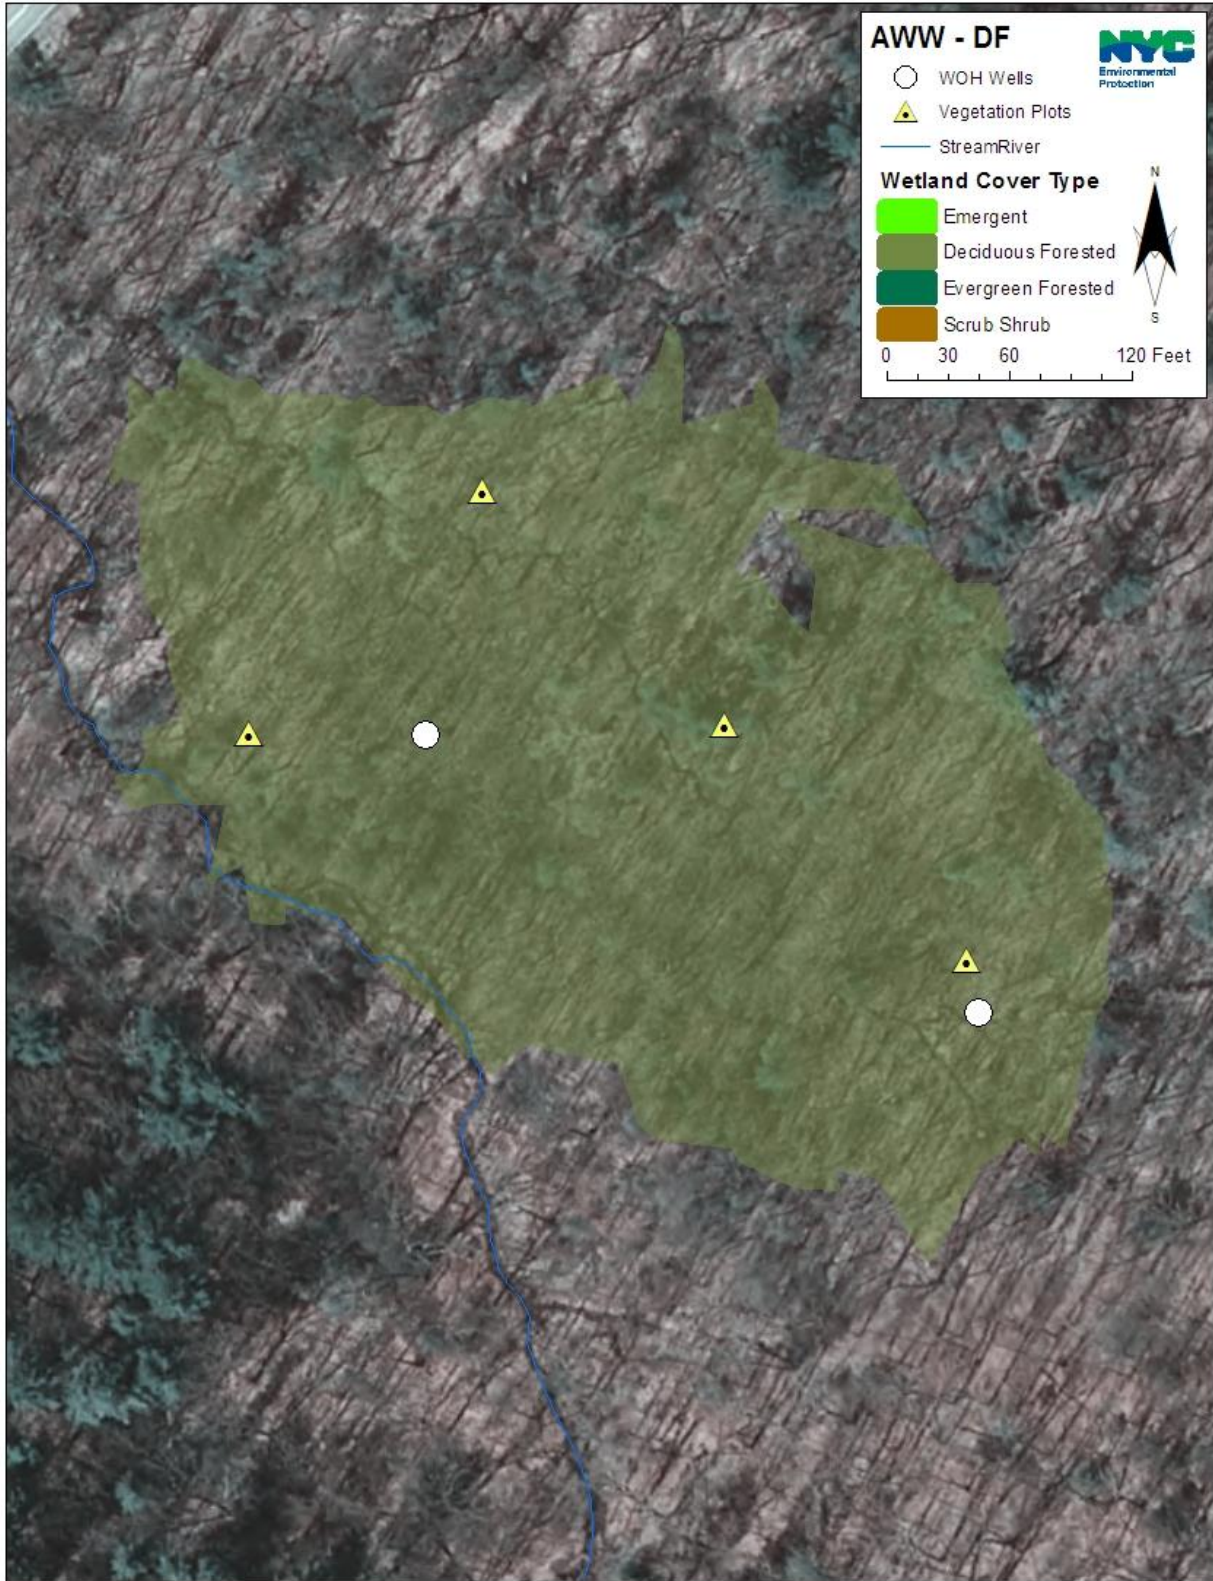 AWW - DF
NYC
Environmental
Protection
WOH Wells
Vegetation Plots
StreamRiver
Wetland Cover Type
N
Emergent
Deciduous Forested
Evergreen Forested
Scrub Shrub
S
0 30 60 120 Feet